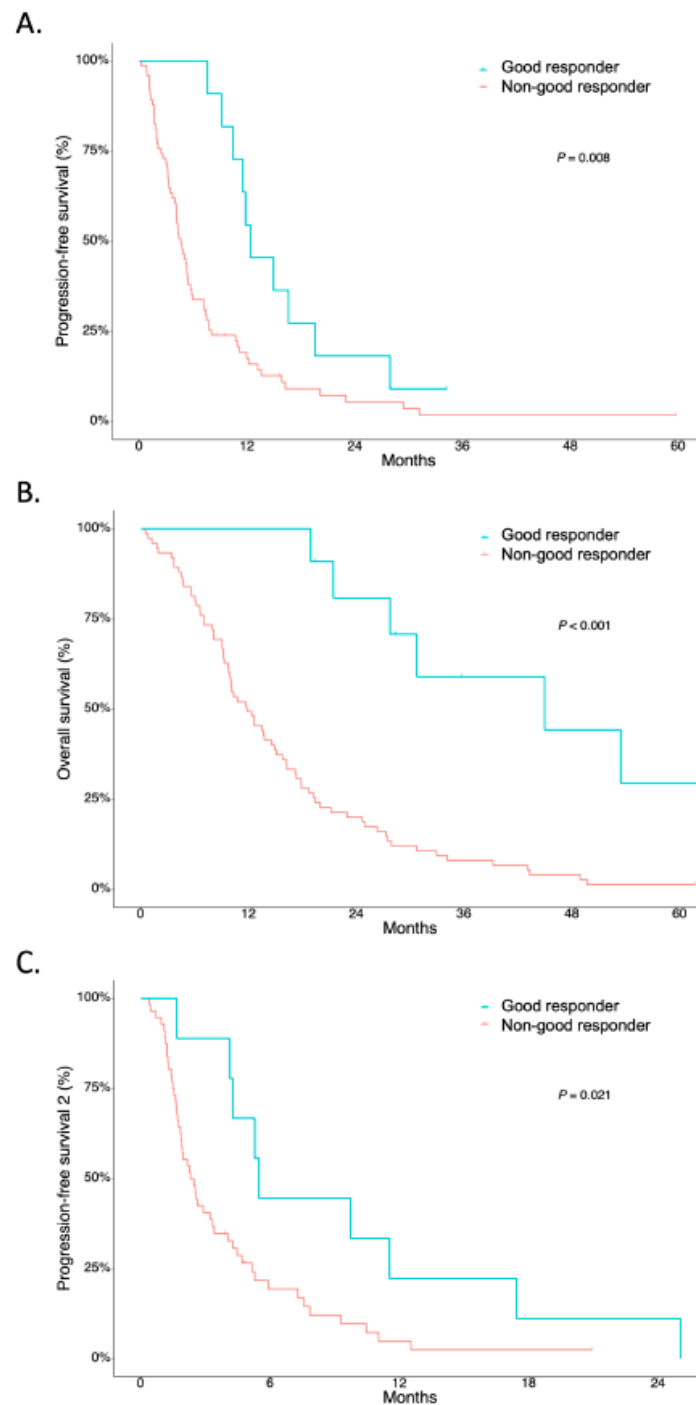 A.
100%
75%
50%
25%
0%
Progression-free survival (%)
Good responder
Non-good responder
P = 0.008
0 12 24 36 48 60
Months
B.
100%
75%
50%
25%
0%
Overall survival (%)
Good responder
Non-good responder
P < 0.001
0 12 24 36 48 60
Months
C.
100%
75%
50%
25%
0%
Progression-free survival 2 (%)
Good responder
Non-good responder
P = 0.021
0 6 12 18 24
Months